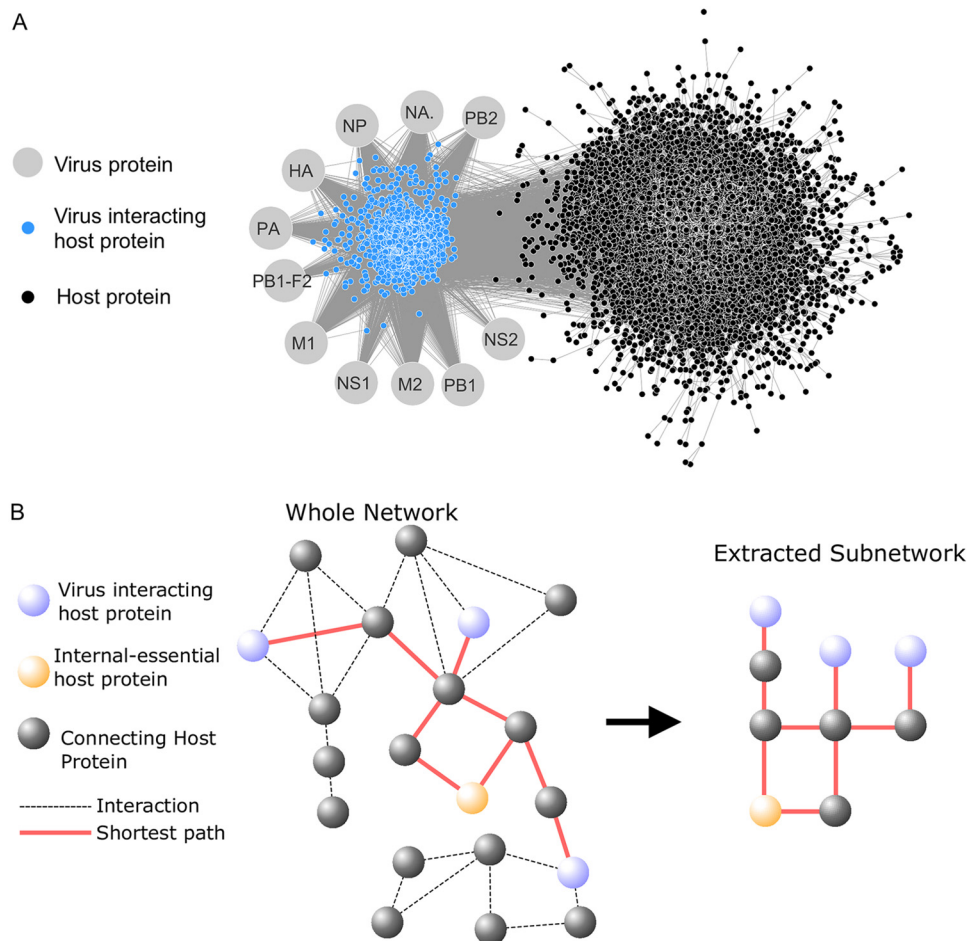 A
Virus protein
Virus interacting
host protein
Host protein
NA.
NP
PB2
HA
PA
PB1-F2
M1
NS2
NS1
M2
PB1
B
Whole Network
Extracted Subnetwork
Virus interacting
host protein
Internal-essential
host protein
Connecting Host
Protein
Interaction
Shortest path